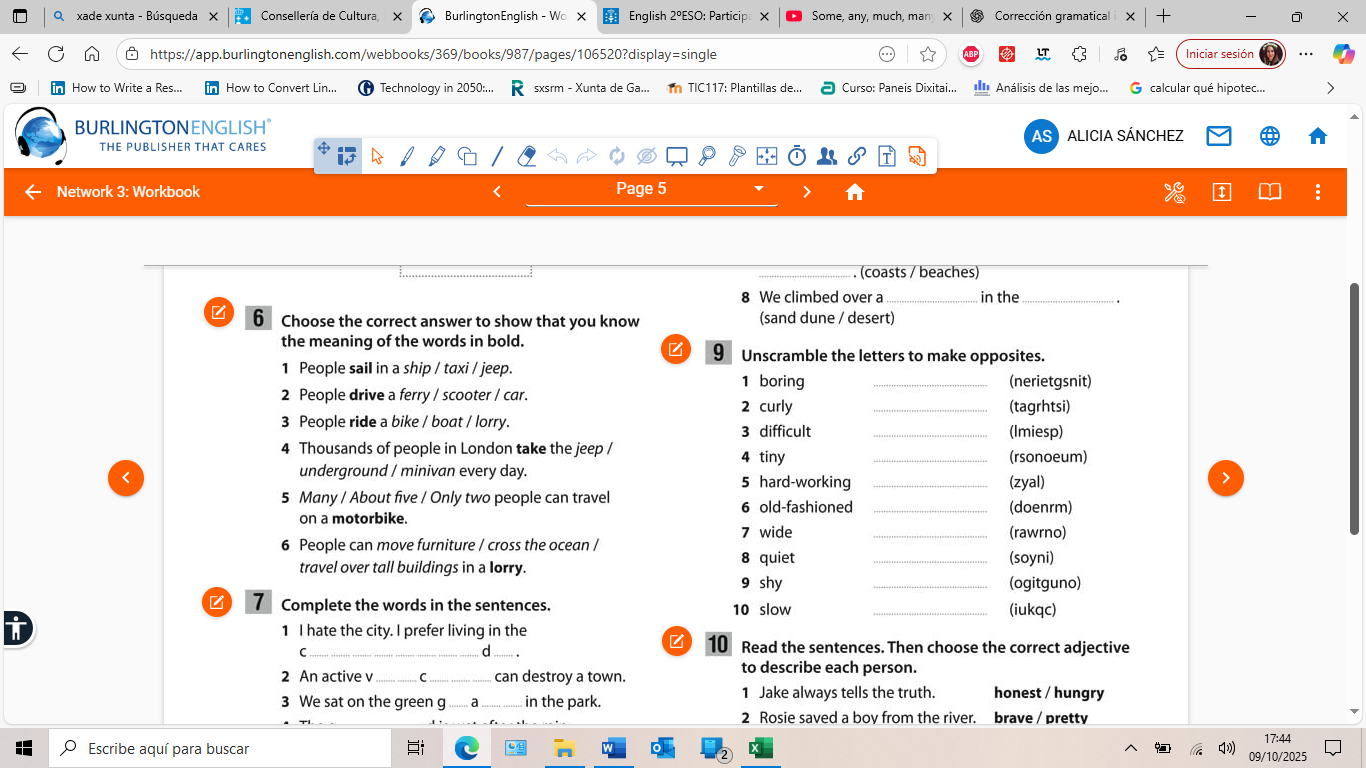 xade xunta - Búsqueda
Consellería de Cultura,
BurlingtonEnglish - Wo
English 2ºESO: Particip
Some, any, much, many
Corrección gramatical i
https://app.burlingtonenglish.com/webbooks/369/books/987/pages/106520?display=single
ABP
LT
Iniciar sesión
How to Write a Res...
How to Convert Lin...
Technology in 2050:...
sxsrm - Xunta de Ga...
TIC117: Plantillas de...
Curso: Paneis Dixitai...
Análisis de las mejo...
calcular qué hipotec...
BURLINGTONENGLISH®
THE PUBLISHER THAT CARES
AS ALICIA SÁNCHEZ
Network 3: Workbook
Page 5
6 Choose the correct answer to show that you know
the meaning of the words in bold.
1 People sail in a ship / taxi / jeep.
2 People drive a ferry / scooter / car.
3 People ride a bike / boat / lorry.
4 Thousands of people in London take the jeep /
underground / minivan every day.
5 Many / About five / Only two people can travel
on a motorbike.
6 People can move furniture / cross the ocean /
travel over tall buildings in a lorry.
7 Complete the words in the sentences.
1 I hate the city. I prefer living in the
c ..... ..... ..... ..... ..... ..... ..... ..... d ..... .
2 An active v ..... ..... c ..... ..... ..... can destroy a town.
3 We sat on the green g ..... a ..... ..... in the park.
.............................. . (coasts / beaches)
8 We climbed over a .............................. in the .............................. .
(sand dune / desert)
9 Unscramble the letters to make opposites.
1 boring .............................. (nerietgsnit)
2 curly .............................. (tagrhtsi)
3 difficult .............................. (lmiesp)
4 tiny .............................. (rsonoeum)
5 hard-working .............................. (zyal)
6 old-fashioned .............................. (doenrm)
7 wide .............................. (rawrno)
8 quiet .............................. (soyni)
9 shy .............................. (ogitguno)
10 slow .............................. (iukqc)
10 Read the sentences. Then choose the correct adjective
to describe each person.
1 Jake always tells the truth. honest / hungry
2 Rosie saved a boy from the river. brave / pretty
Escribe aquí para buscar
2
17:44
09/10/2025